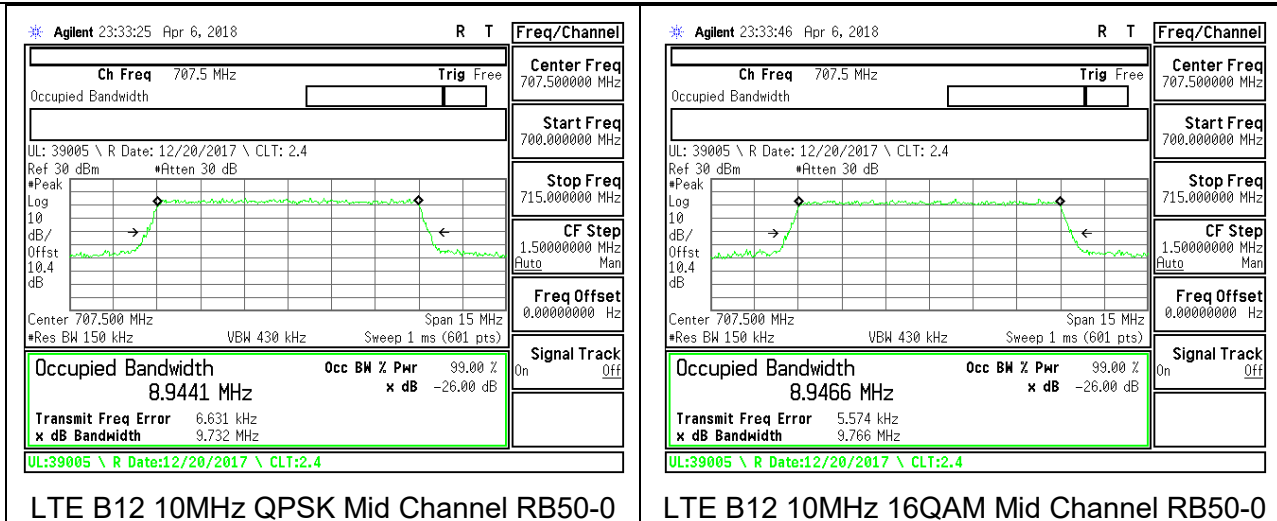 Agilent 23:33:25 Apr 6, 2018 R T
Freq/Channel
Ch Freq 707.5 MHz Trig Free
Occupied Bandwidth
Center Freq
707.500000 MHz
Start Freq
700.000000 MHz
UL: 39005 \ R Date: 12/20/2017 \ CLT: 2.4
Ref 30 dBm #Atten 30 dB
#Peak
Log
10
dB/
Offst
10.4
dB
Stop Freq
715.000000 MHz
CF Step
1.50000000 MHz
Auto Man
Freq Offset
0.00000000 Hz
Center 707.500 MHz Span 15 MHz
#Res BW 150 kHz VBW 430 kHz Sweep 1 ms (601 pts)
Signal Track
On Off
Occupied Bandwidth Occ BW % Pwr 99.00 %
8.9441 MHz x dB -26.00 dB
Transmit Freq Error 6.631 kHz
x dB Bandwidth 9.732 MHz
UL:39005 \ R Date:12/20/2017 \ CLT:2.4
LTE B12 10MHz QPSK Mid Channel RB50-0
Agilent 23:33:46 Apr 6, 2018 R T
Freq/Channel
Ch Freq 707.5 MHz Trig Free
Occupied Bandwidth
Center Freq
707.500000 MHz
Start Freq
700.000000 MHz
UL: 39005 \ R Date: 12/20/2017 \ CLT: 2.4
Ref 30 dBm #Atten 30 dB
#Peak
Log
10
dB/
Offst
10.4
dB
Stop Freq
715.000000 MHz
CF Step
1.50000000 MHz
Auto Man
Freq Offset
0.00000000 Hz
Center 707.500 MHz Span 15 MHz
#Res BW 150 kHz VBW 430 kHz Sweep 1 ms (601 pts)
Signal Track
On Off
Occupied Bandwidth Occ BW % Pwr 99.00 %
8.9466 MHz x dB -26.00 dB
Transmit Freq Error 5.574 kHz
x dB Bandwidth 9.766 MHz
UL:39005 \ R Date:12/20/2017 \ CLT:2.4
LTE B12 10MHz 16QAM Mid Channel RB50-0